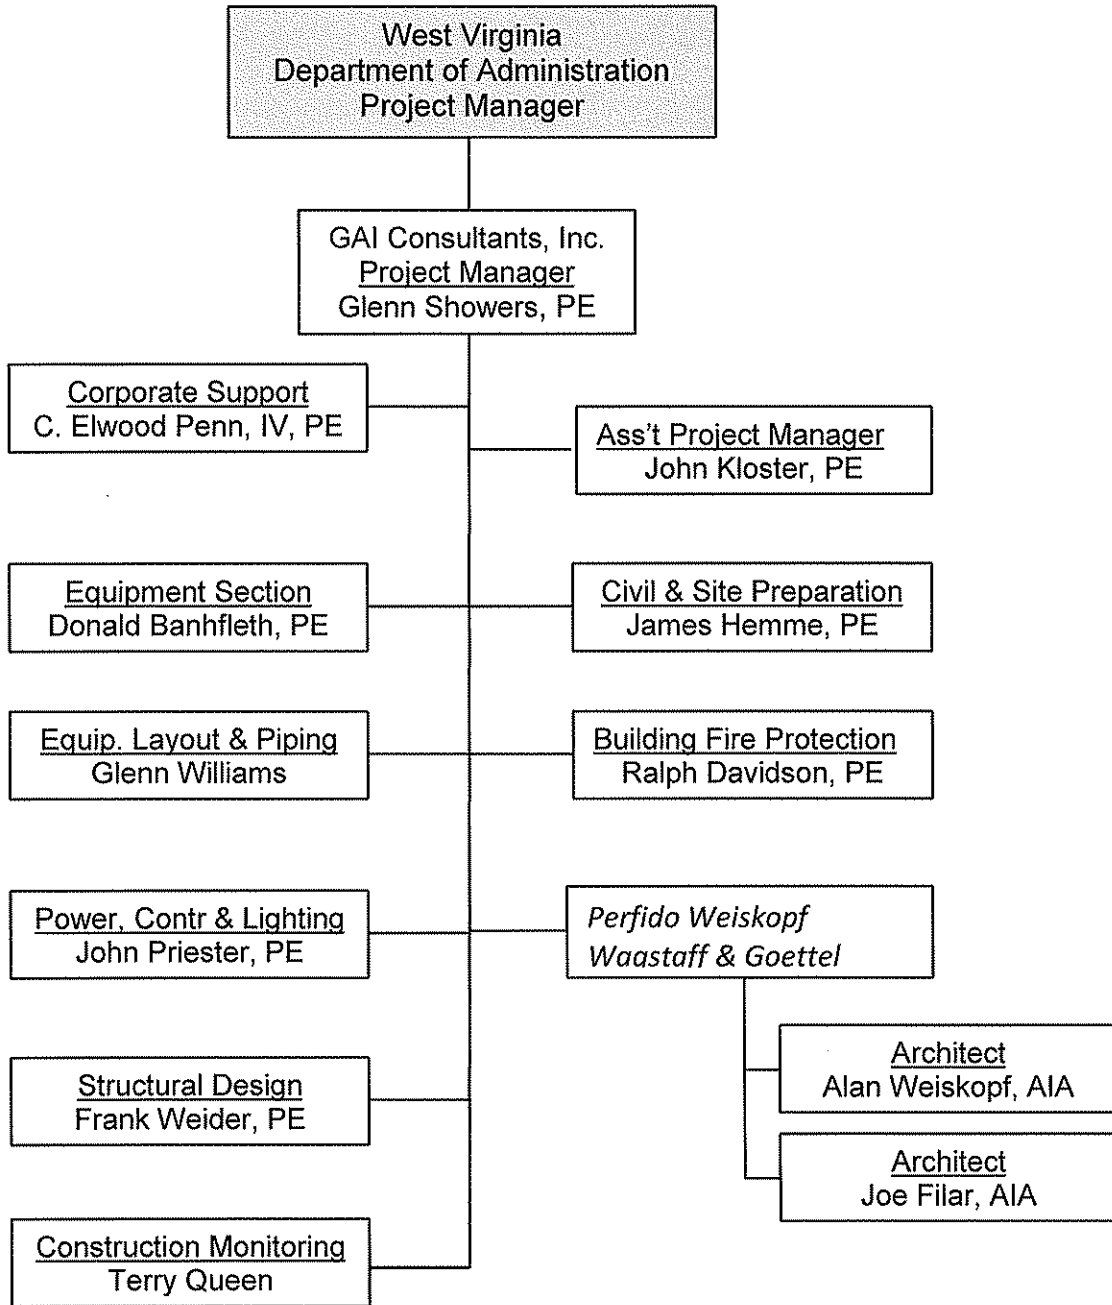 West Virginia
Department of Administration
Project Manager
GAI Consultants, Inc.
Project Manager
Glenn Showers, PE
Corporate Support
C. Elwood Penn, IV, PE
Ass't Project Manager
John Kloster, PE
Equipment Section
Donald Banhfleth, PE
Civil & Site Preparation
James Hemme, PE
Equip. Layout & Piping
Glenn Williams
Building Fire Protection
Ralph Davidson, PE
Power, Contr & Lighting
John Priester, PE
Perfido Weiskopf
Waastaff & Goettel
Structural Design
Frank Weider, PE
Architect
Alan Weiskopf, AIA
Architect
Joe Filar, AIA
Construction Monitoring
Terry Queen